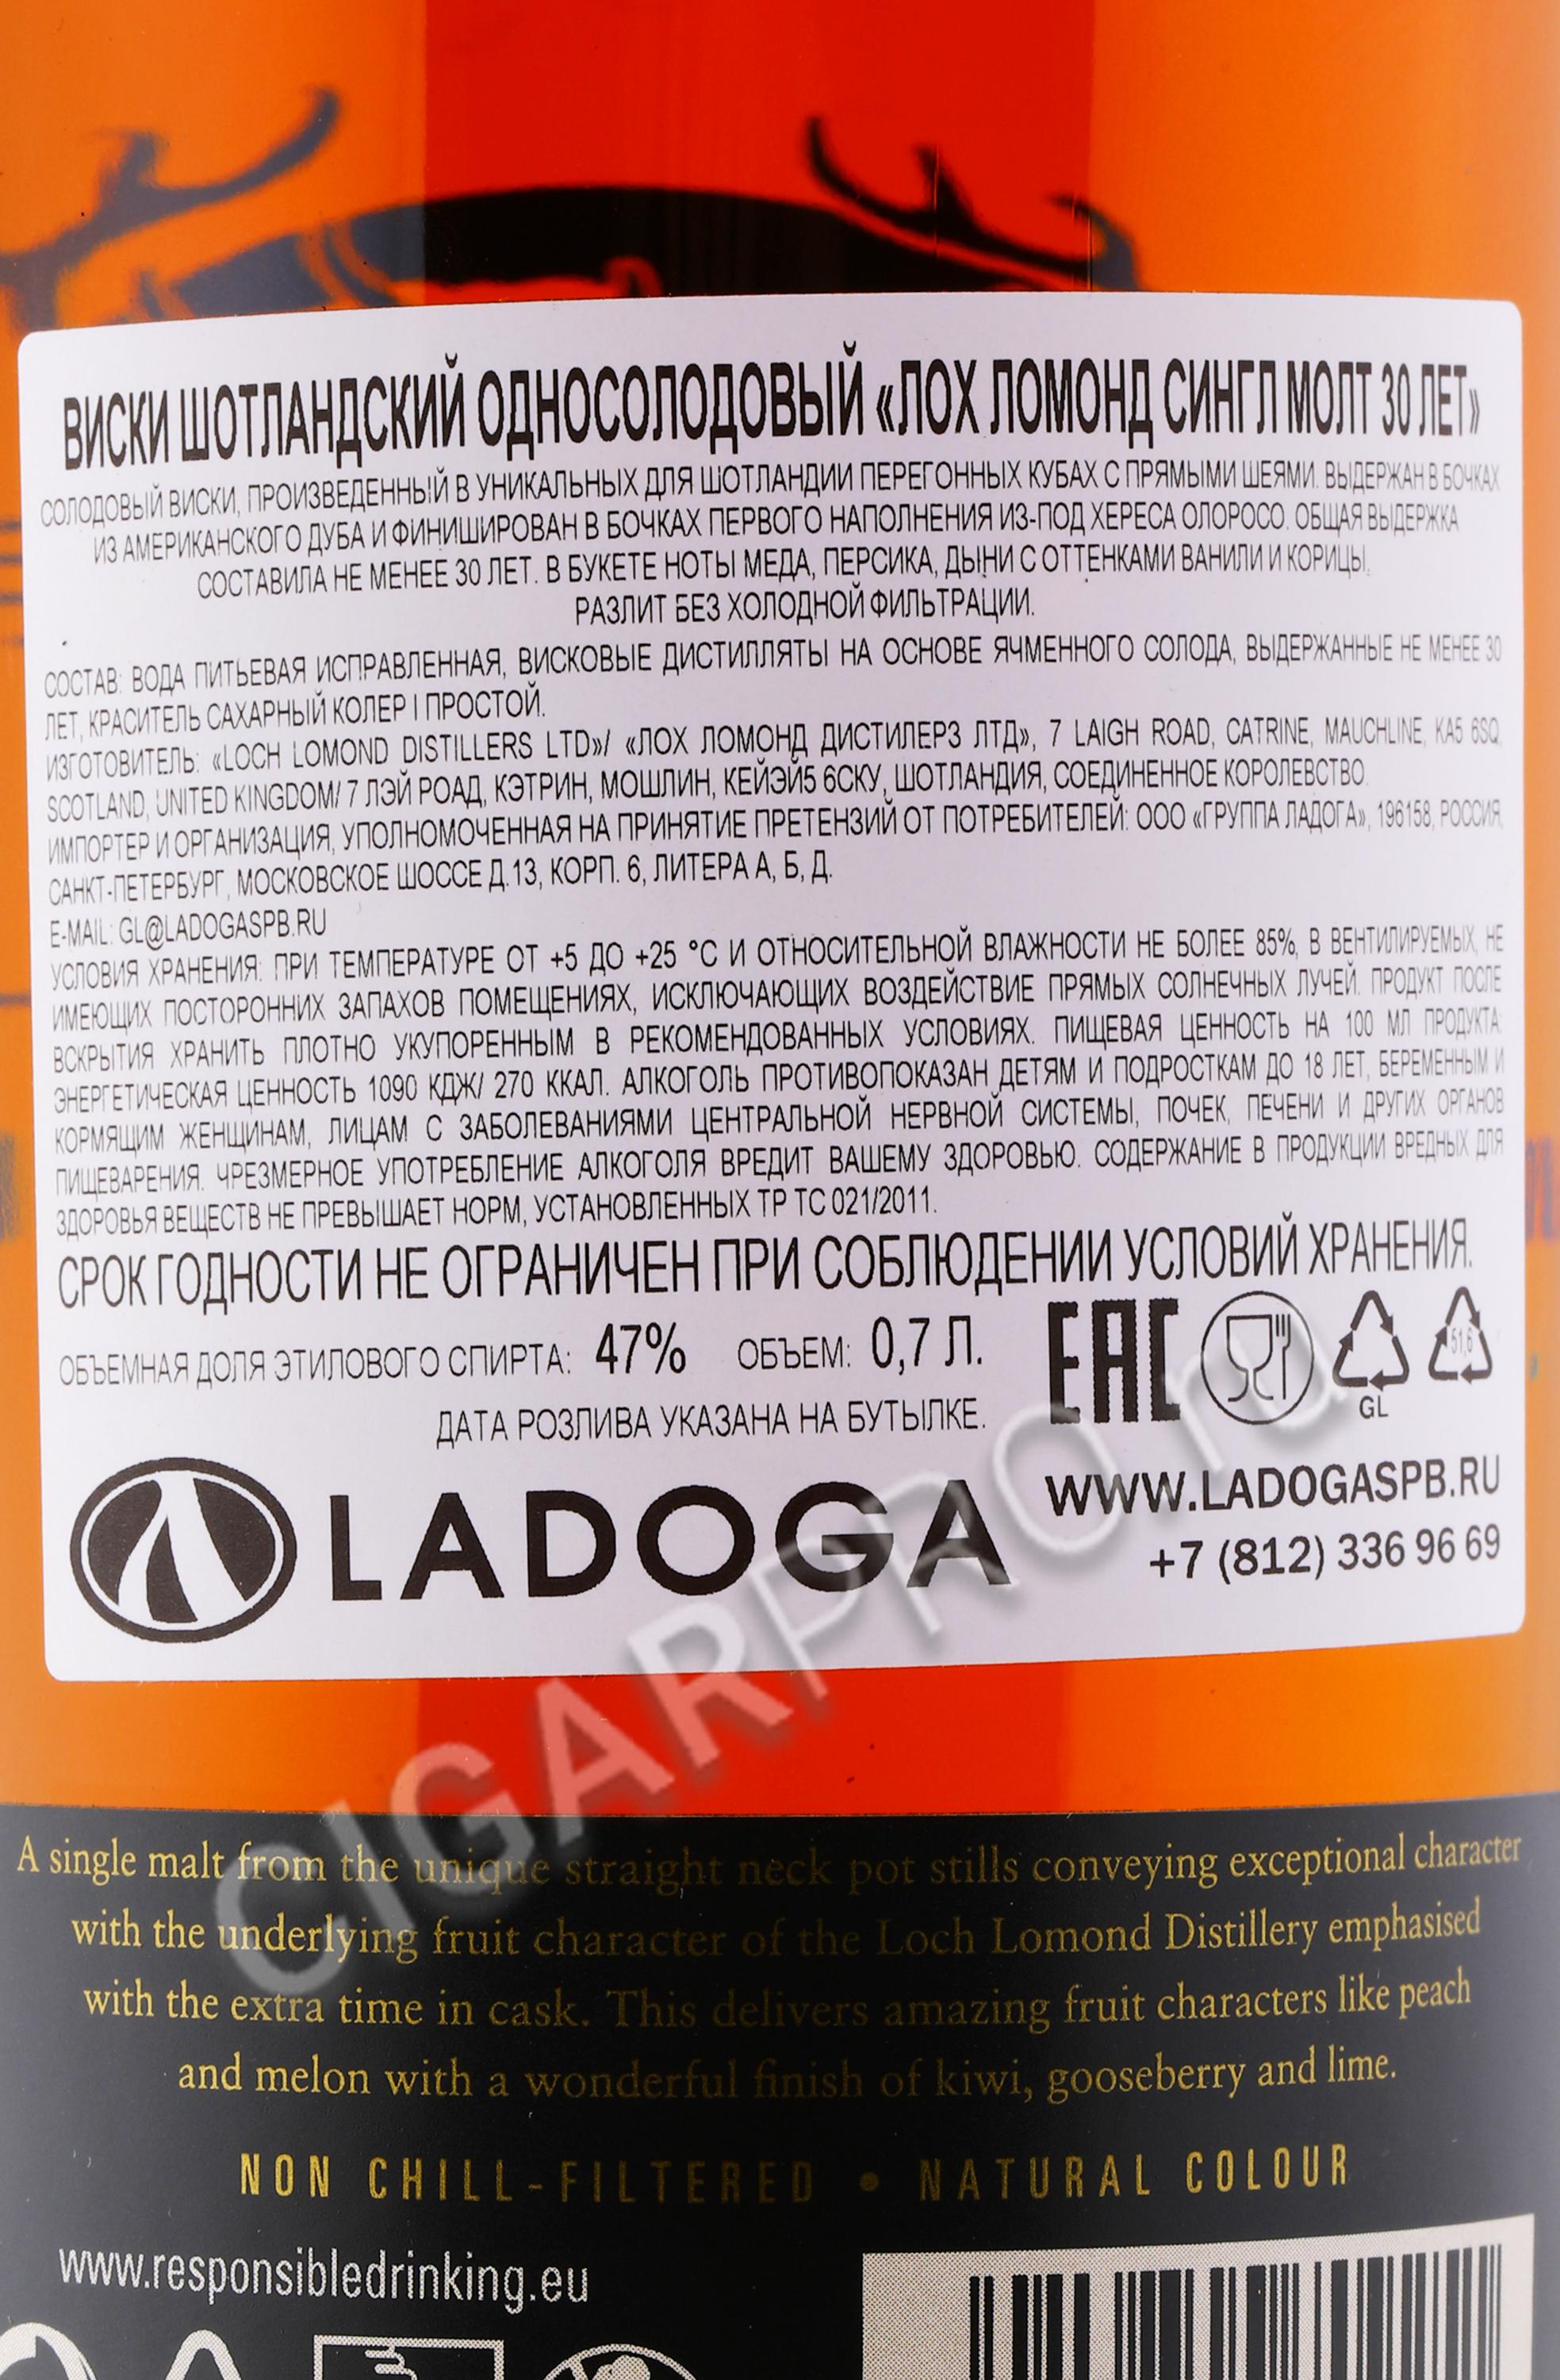 ВИСКИ ШОТЛАНДСКИЙ ОДНОСОЛОДОВЫЙ «ЛОХ ЛОМОНД СИНГЛ МОЛТ 30 ЛЕТ»
СОЛОДОВЫЙ ВИСКИ, ПРОИЗВЕДЕННЫЙ В УНИКАЛЬНЫХ ДЛЯ ШОТЛАНДИИ ПЕРЕГОННЫХ КУБАХ С ПРЯМЫМИ ШЕЯМИ. ВЫДЕРЖАН В БОЧКАХ
ИЗ АМЕРИКАНСКОГО ДУБА И ФИНИШИРОВАН В БОЧКАХ ПЕРВОГО НАПОЛНЕНИЯ ИЗ-ПОД ХЕРЕСА ОЛОРОСО. ОБЩАЯ ВЫДЕРЖКА
СОСТАВИЛА НЕ МЕНЕЕ 30 ЛЕТ. В БУКЕТЕ НОТЫ МЕДА, ПЕРСИКА, ДЫНИ С ОТТЕНКАМИ ВАНИЛИ И КОРИЦЫ.
РАЗЛИТ БЕЗ ХОЛОДНОЙ ФИЛЬТРАЦИИ.
СОСТАВ: ВОДА ПИТЬЕВАЯ ИСПРАВЛЕННАЯ, ВИСКОВЫЕ ДИСТИЛЛЯТЫ НА ОСНОВЕ ЯЧМЕННОГО СОЛОДА, ВЫДЕРЖАННЫЕ НЕ МЕНЕЕ 30
ЛЕТ, КРАСИТЕЛЬ САХАРНЫЙ КОЛЕР I ПРОСТОЙ.
ИЗГОТОВИТЕЛЬ: «LOCH LOMOND DISTILLERS LTD»/ «ЛОХ ЛОМОНД ДИСТИЛЕРЗ ЛТД», 7 LAIGH ROAD, CATRINE, MAUCHLINE, KA5 6SQ,
SCOTLAND, UNITED KINGDOM/ 7 ЛЭЙ РОАД, КЭТРИН, МОШЛИН, КЕЙЭЙ5 6СКУ, ШОТЛАНДИЯ, СОЕДИНЕННОЕ КОРОЛЕВСТВО.
ИМПОРТЕР И ОРГАНИЗАЦИЯ, УПОЛНОМОЧЕННАЯ НА ПРИНЯТИЕ ПРЕТЕНЗИЙ ОТ ПОТРЕБИТЕЛЕЙ: ООО «ГРУППА ЛАДОГА», 196158, РОССИЯ,
САНКТ-ПЕТЕРБУРГ, МОСКОВСКОЕ ШОССЕ Д.13, КОРП. 6, ЛИТЕРА А, Б, Д.
E-MAIL: GL@LADOGASPB.RU
УСЛОВИЯ ХРАНЕНИЯ: ПРИ ТЕМПЕРАТУРЕ ОТ +5 ДО +25 °С И ОТНОСИТЕЛЬНОЙ ВЛАЖНОСТИ НЕ БОЛЕЕ 85%, В ВЕНТИЛИРУЕМЫХ, НЕ
ИМЕЮЩИХ ПОСТОРОННИХ ЗАПАХОВ ПОМЕЩЕНИЯХ, ИСКЛЮЧАЮЩИХ ВОЗДЕЙСТВИЕ ПРЯМЫХ СОЛНЕЧНЫХ ЛУЧЕЙ. ПРОДУКТ ПОСЛЕ
ВСКРЫТИЯ ХРАНИТЬ ПЛОТНО УКУПОРЕННЫМ В РЕКОМЕНДОВАННЫХ УСЛОВИЯХ. ПИЩЕВАЯ ЦЕННОСТЬ НА 100 МЛ ПРОДУКТА:
ЭНЕРГЕТИЧЕСКАЯ ЦЕННОСТЬ 1090 КДЖ/ 270 ККАЛ. АЛКОГОЛЬ ПРОТИВОПОКАЗАН ДЕТЯМ И ПОДРОСТКАМ ДО 18 ЛЕТ, БЕРЕМЕННЫМ И
КОРМЯЩИМ ЖЕНЩИНАМ, ЛИЦАМ С ЗАБОЛЕВАНИЯМИ ЦЕНТРАЛЬНОЙ НЕРВНОЙ СИСТЕМЫ, ПОЧЕК, ПЕЧЕНИ И ДРУГИХ ОРГАНОВ
ПИЩЕВАРЕНИЯ. ЧРЕЗМЕРНОЕ УПОТРЕБЛЕНИЕ АЛКОГОЛЯ ВРЕДИТ ВАШЕМУ ЗДОРОВЬЮ. СОДЕРЖАНИЕ В ПРОДУКЦИИ ВРЕДНЫХ ДЛЯ
ЗДОРОВЬЯ ВЕЩЕСТВ НЕ ПРЕВЫШАЕТ НОРМ, УСТАНОВЛЕННЫХ ТР ТС 021/2011.
СРОК ГОДНОСТИ НЕ ОГРАНИЧЕН ПРИ СОБЛЮДЕНИИ УСЛОВИЙ ХРАНЕНИЯ.
ОБЪЕМНАЯ ДОЛЯ ЭТИЛОВОГО СПИРТА: 47% ОБЪЕМ: 0,7 Л.
ДАТА РОЗЛИВА УКАЗАНА НА БУТЫЛКЕ.
EAC
GL
LADOGA
WWW.LADOGASPB.RU
+7 (812) 336 96 69
CIGARPRO.ru
A single malt from the unique straight neck pot stills conveying exceptional character
with the underlying fruit character of the Loch Lomond Distillery emphasised
with the extra time in cask. This delivers amazing fruit characters like peach
and melon with a wonderful finish of kiwi, gooseberry and lime.
NON CHILL-FILTERED • NATURAL COLOUR
www.responsibledrinking.eu